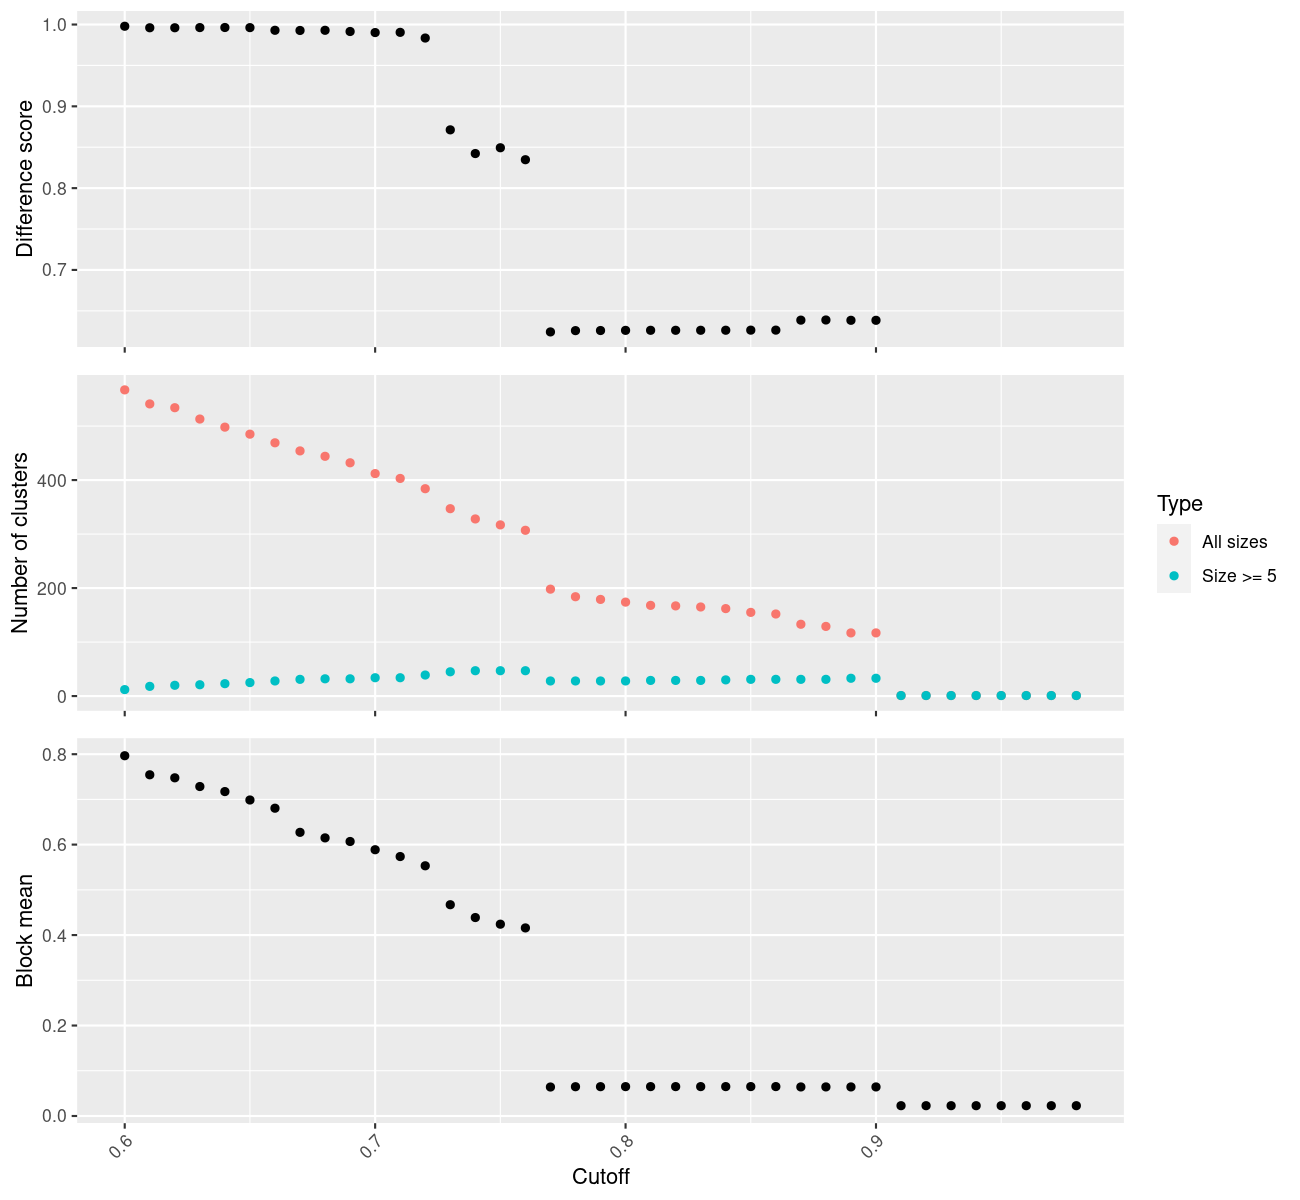 1.0
0.9
0.8
0.7
Difference score
400
200
0
Number of clusters
Type
All sizes
Size >= 5
0.8
0.6
0.4
0.2
0.0
Block mean
0.6
0.7
0.8
0.9
Cutoff